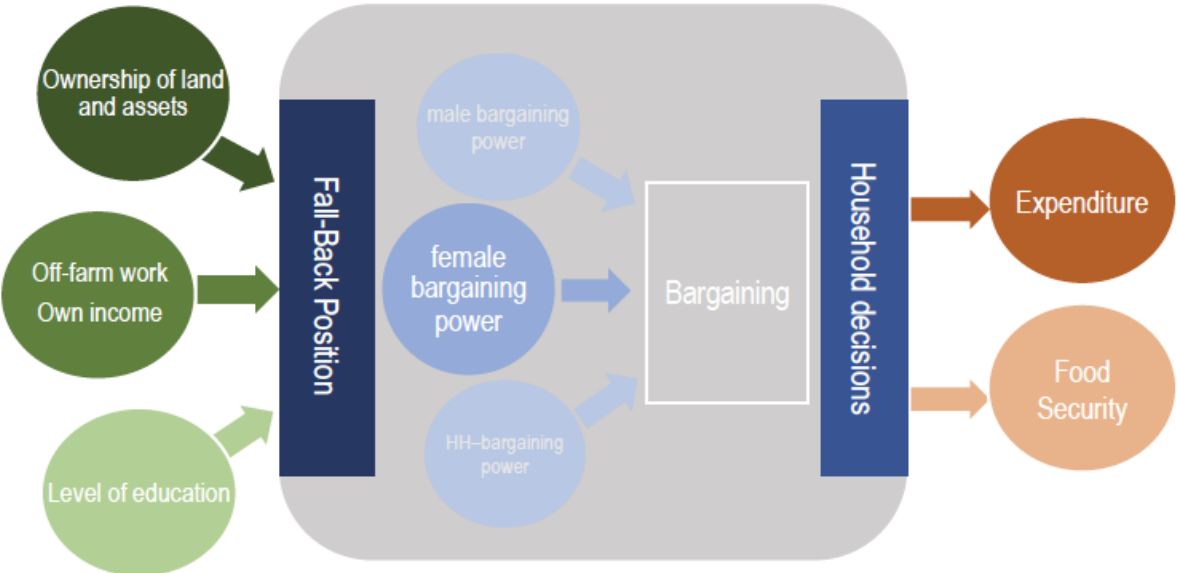 Ownership of land
and assets
Off-farm work
Own income
Level of education
Fall-Back Position
male bargaining
power
female
bargaining
power
HH–bargaining
power
Bargaining
Household decisions
Expenditure
Food
Security